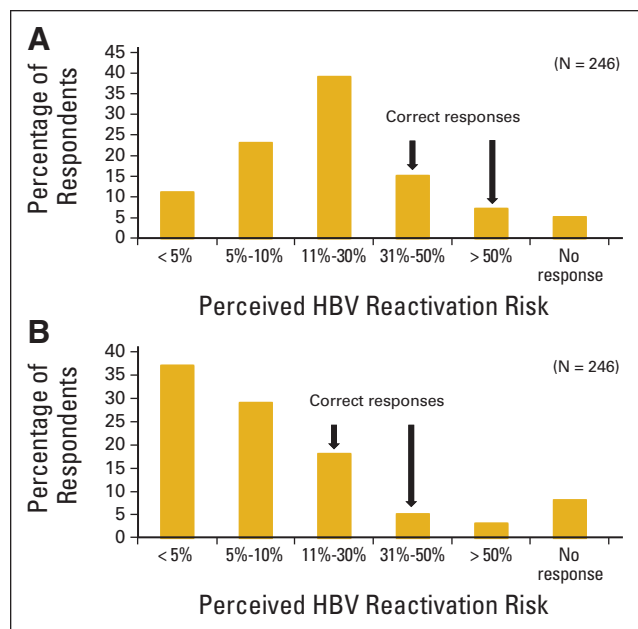 A
Percentage of
Respondents
45
40
35
30
25
20
15
10
5
0
(N = 246)
Correct responses
< 5%
5%-10%
11%-30%
31%-50%
> 50%
No
response
Perceived HBV Reactivation Risk
B
Percentage of
Respondents
40
35
30
25
20
15
10
5
0
(N = 246)
Correct responses
< 5%
5%-10%
11%-30%
31%-50%
> 50%
No
response
Perceived HBV Reactivation Risk